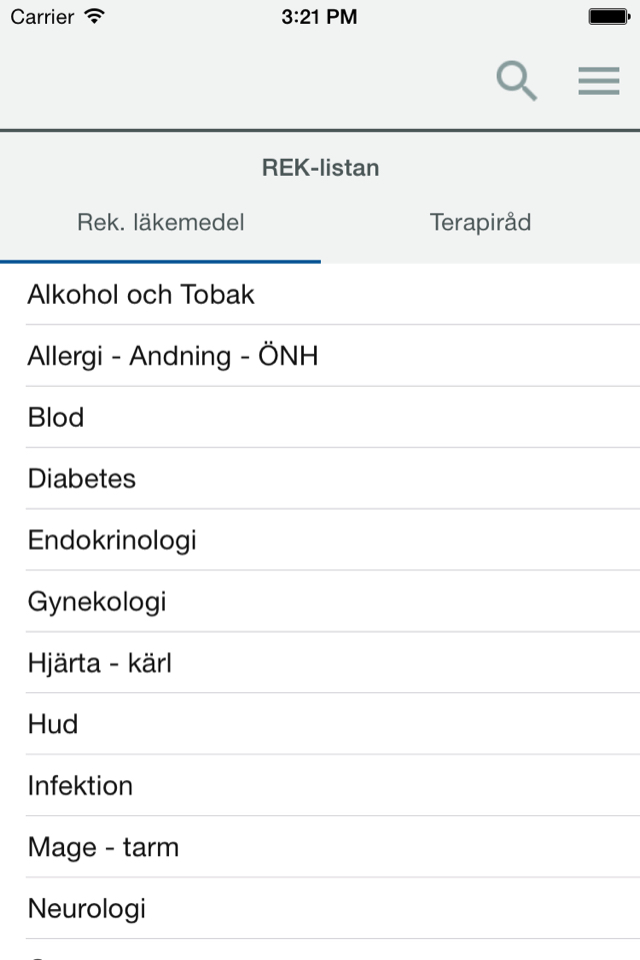 Carrier 3:21 PM
REK-listan
Rek. läkemedel Terapiråd
Alkohol och Tobak
Allergi - Andning - ÖNH
Blod
Diabetes
Endokrinologi
Gynekologi
Hjärta - kärl
Hud
Infektion
Mage - tarm
Neurologi